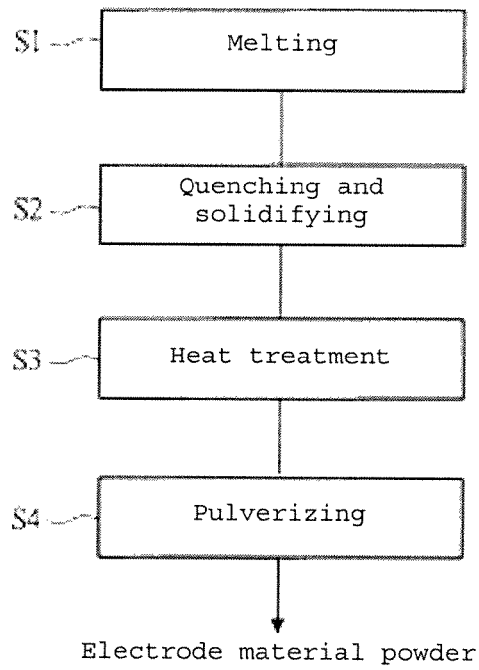 S1
Melting
S2
Quenching and
solidifying
S3
Heat treatment
S4
Pulverizing
Electrode material powder